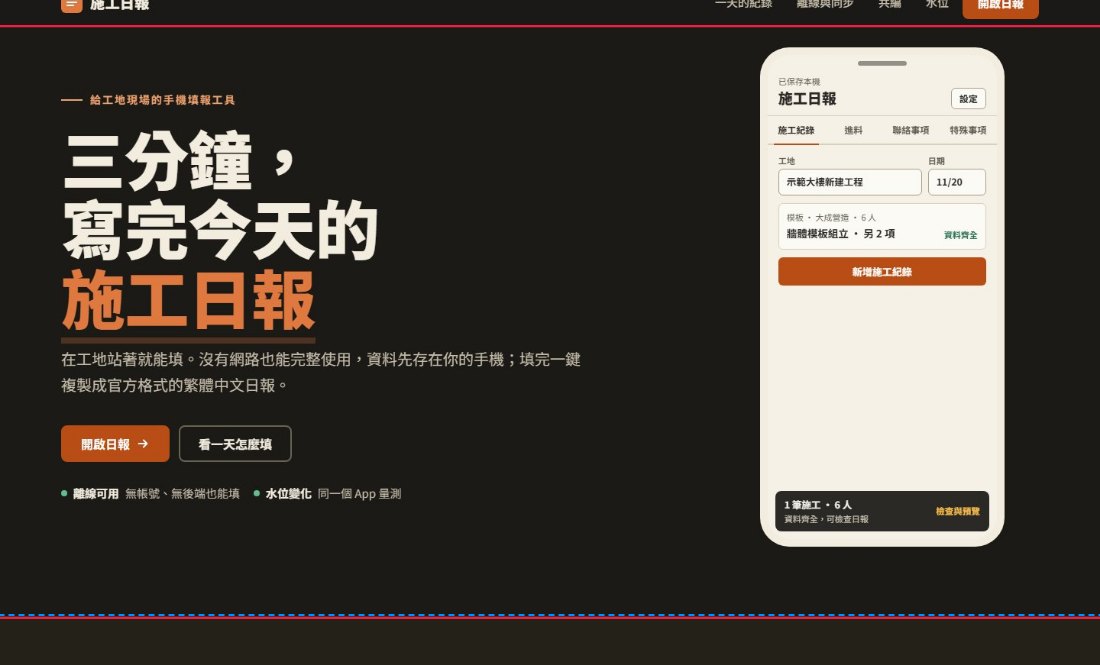 施工日報
一天的紀錄 離線與同步 共編 水位 開啟日報
給工地現場的手機填報工具
三分鐘，
寫完今天的
施工日報
在工地站著就能填。沒有網路也能完整使用，資料先存在你的手機；填完一鍵
複製成官方格式的繁體中文日報。
開啟日報 → 看一天怎麼填
離線可用 無帳號、無後端也能填 水位變化 同一個 App 量測
已保存本機
施工日報 設定
施工紀錄 進料 聯絡事項 特殊事項
工地 日期
示範大樓新建工程 11/20
模板・大成營造・6 人
牆體模板組立・另 2 項 資料齊全
新增施工紀錄
1 筆施工・6 人
資料齊全，可檢查日報 檢查與預覽